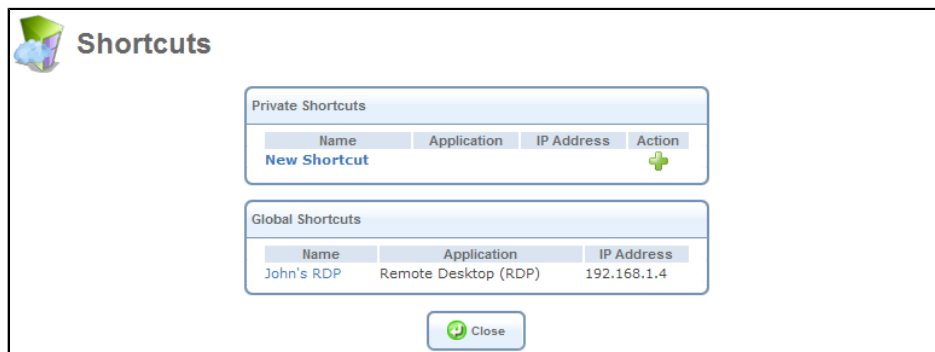 Shortcuts
Private Shortcuts
Name Application IP Address Action
New Shortcut
Global Shortcuts
Name Application IP Address
John's RDP Remote Desktop (RDP) 192.168.1.4
Close